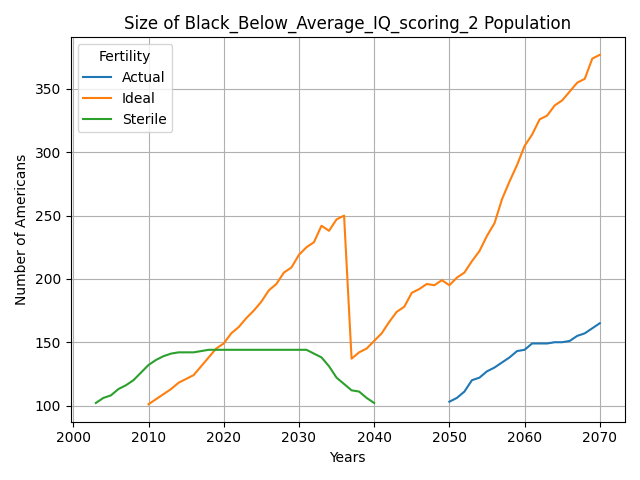 Size of Black_Below_Average_IQ_scoring_2 Population
Fertility
Actual
Ideal
Sterile
Number of Americans
350
300
250
200
150
100
2000 2010 2020 2030 2040 2050 2060 2070
Years